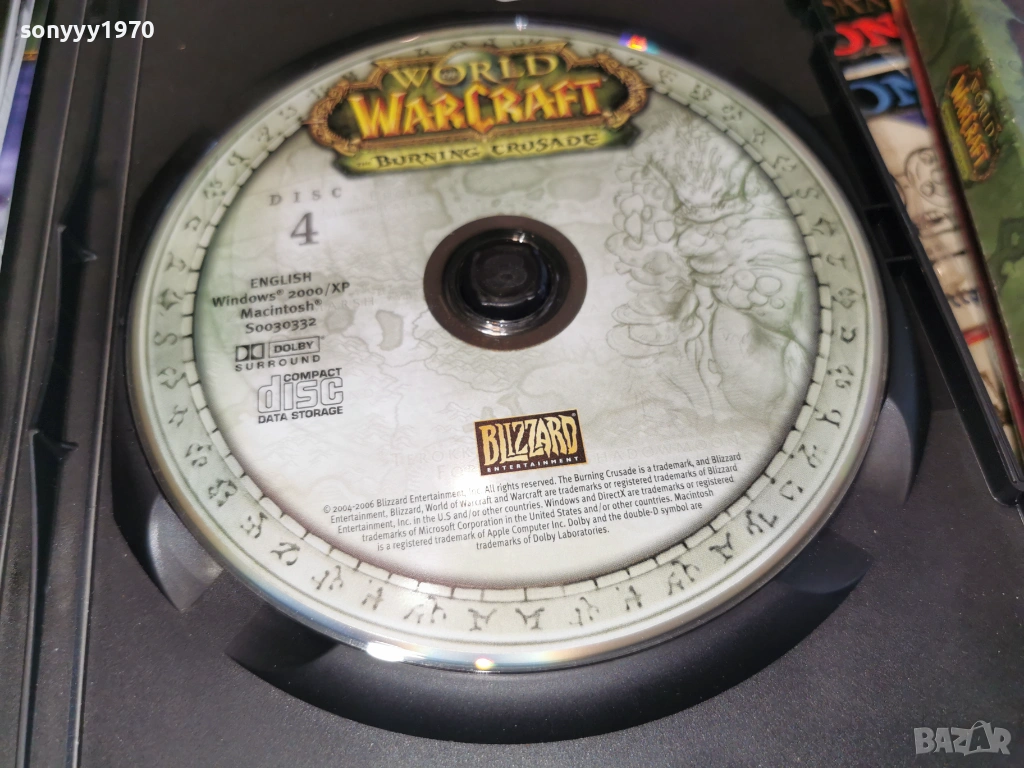 sonyyy1970
WORLD
WARCRAFT
BURNING CRUSADE
DISC
4
ENGLISH
Windows® 2000/XP
Macintosh®
S0030332
DOLBY
SURROUND
COMPACT
disc
DATA STORAGE
BLIZZARD
ENTERTAINMENT
© 2004-2006 Blizzard Entertainment, Inc. All rights reserved. The Burning Crusade is a trademark, and Blizzard
Entertainment, Blizzard, World of Warcraft and Warcraft are trademarks or registered trademarks of Blizzard
Entertainment, Inc. in the U.S and/or other countries. Windows and DirectX are trademarks or registered
trademarks of Microsoft Corporation in the United States and/or other countries. Macintosh
is a registered trademark of Apple Computer Inc. Dolby and the double-D symbol are
trademarks of Dolby Laboratories.
WORLD
WARCRAFT
BAZAR